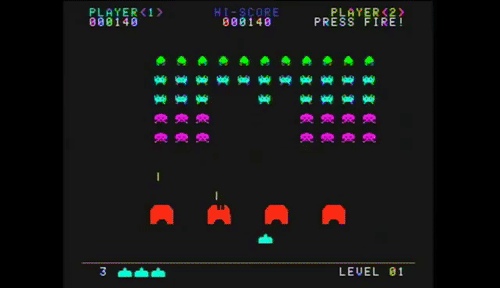 PLAYER<1> HI-SCORE PLAYER<2>
000140 000140 PRESS FIRE!
3 LEVEL 01